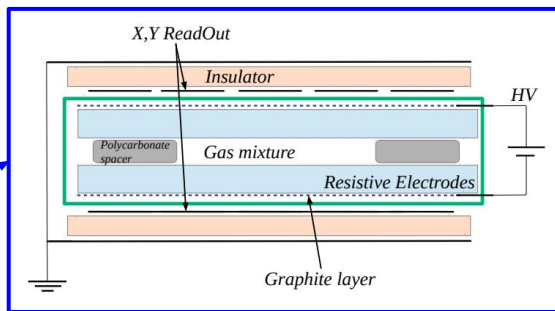 X,Y ReadOut
Insulator
HV
Polycarbonate
spacer
Gas mixture
Resistive Electrodes
Graphite layer